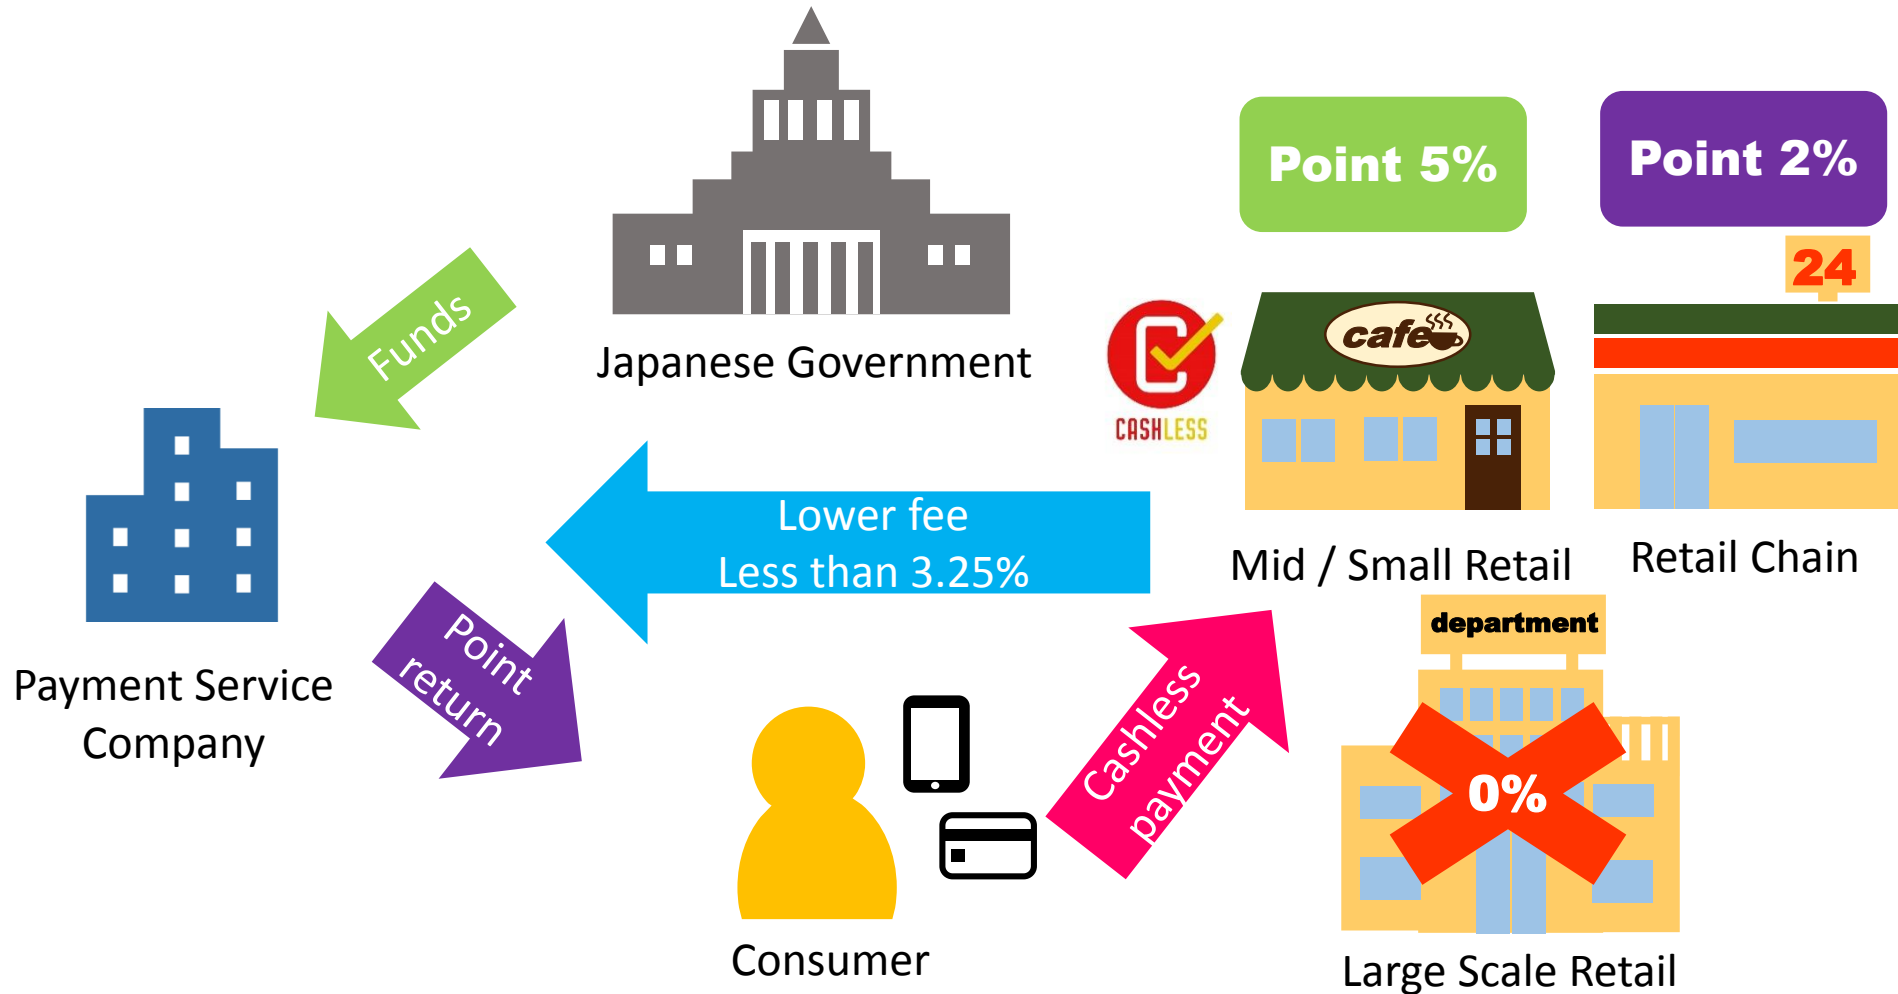 Point 5%
Point 2%
24
Funds
cafe
Japanese Government
CASHLESS
Lower fee
Less than 3.25%
Mid / Small Retail
Retail Chain
department
Point
return
Payment Service
Company
Cashless
payment
0%
Consumer
Large Scale Retail